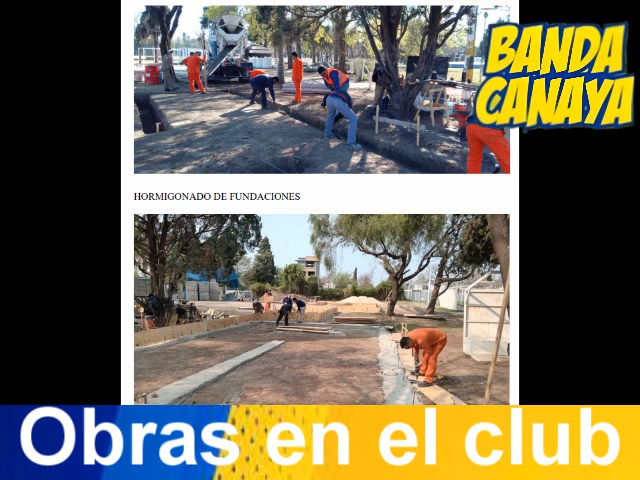 BANDA
CANAYA
HORMIGONADO DE FUNDACIONES
Obras en el club